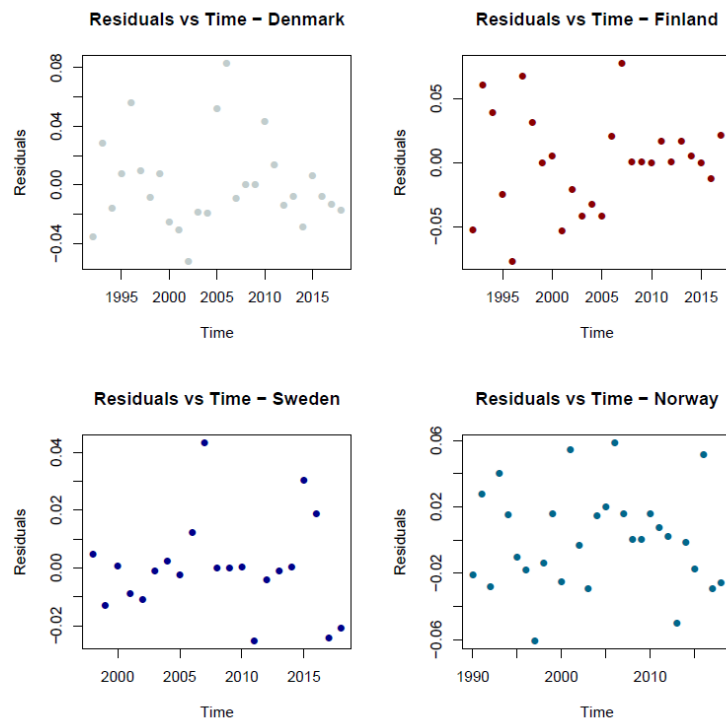 Residuals vs Time − Denmark
Residuals
−0.04 0.00 0.04 0.08
1995 2000 2005 2010 2015
Time
Residuals vs Time − Finland
Residuals
−0.05 0.00 0.05
1995 2000 2005 2010 2015
Time
Residuals vs Time − Sweden
Residuals
−0.02 0.00 0.02 0.04
2000 2005 2010 2015
Time
Residuals vs Time − Norway
Residuals
−0.06 −0.02 0.02 0.06
1990 2000 2010
Time